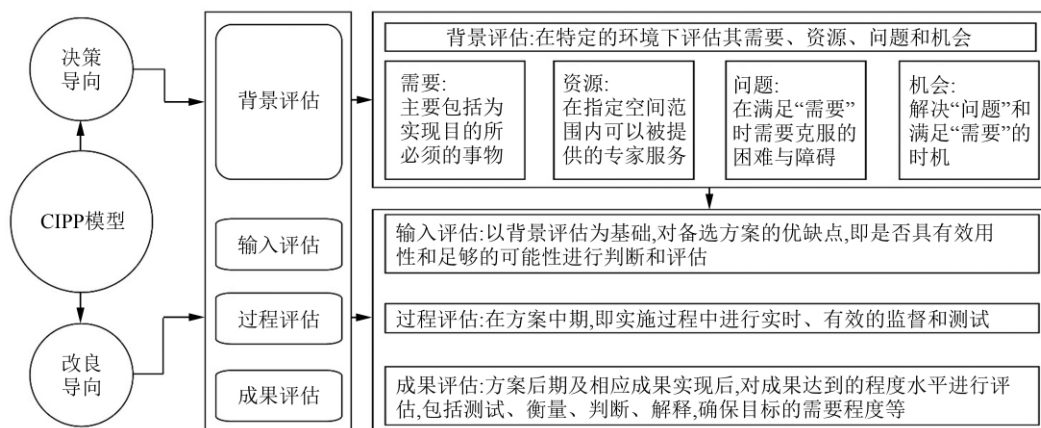 决策
导向
CIPP模型
改良
导向
背景评估
输入评估
过程评估
成果评估
背景评估:在特定的环境下评估其需要、资源、问题和机会
需要:
主要包括为
实现目的所
必须的事物
资源:
在指定空间范
围内可以被提
供的专家服务
问题:
在满足“需要”
时需要克服的
困难与障碍
机会:
解决“问题”和
满足“需要”的
时机
输入评估:以背景评估为基础,对备选方案的优缺点,即是否具有效用
性和足够的可能性进行判断和评估
过程评估:在方案中期,即实施过程中进行实时、有效的监督和测试
成果评估:方案后期及相应成果实现后,对成果达到的程度水平进行评
估,包括测试、衡量、判断、解释,确保目标的需要程度等